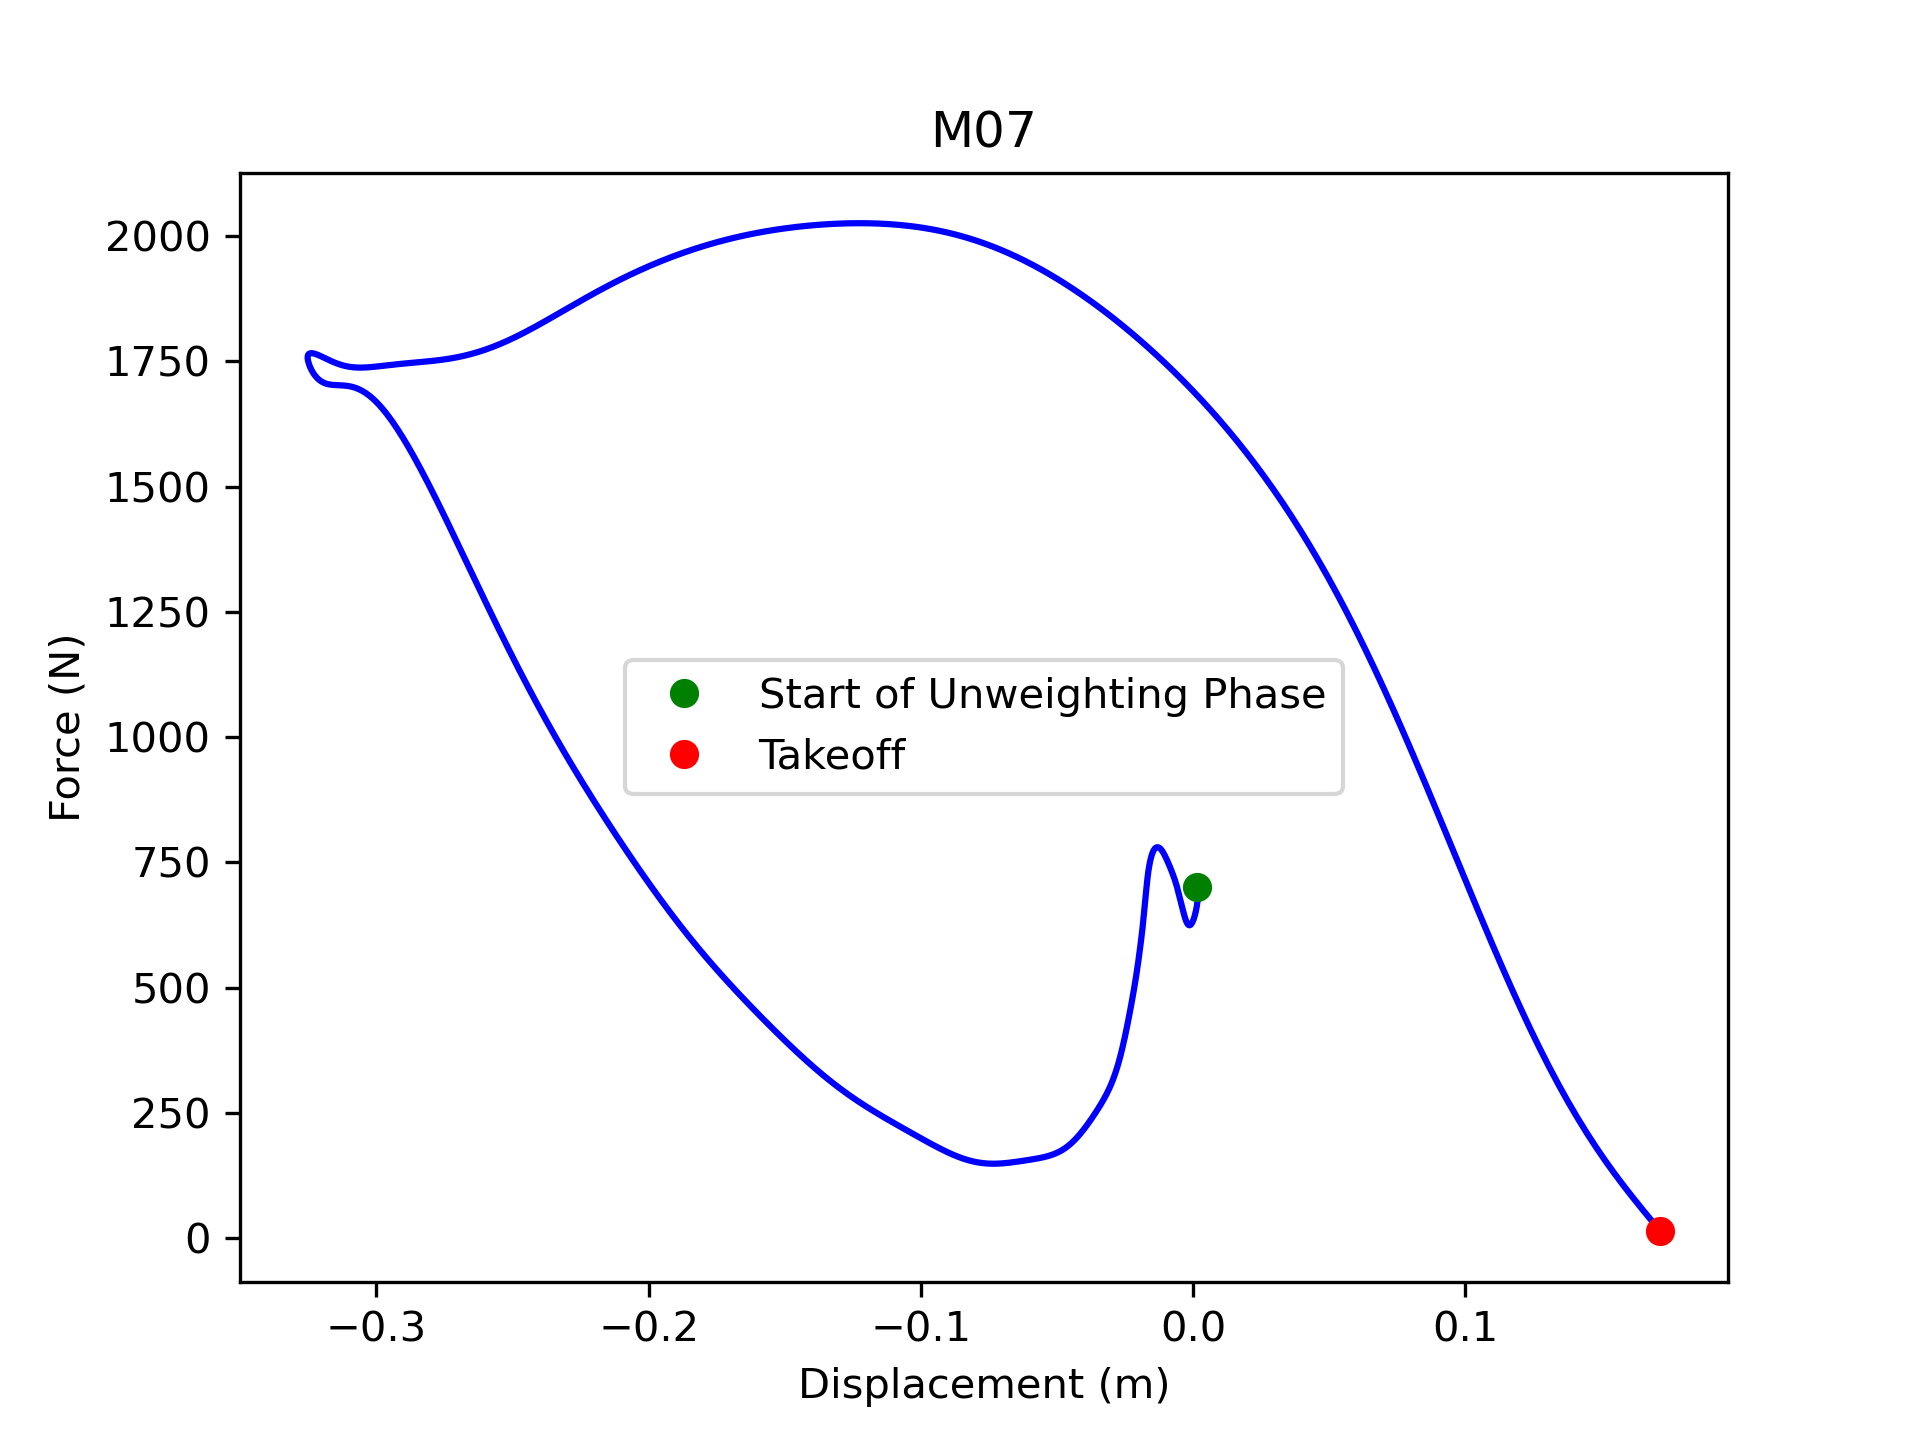 M07
2000
1750
1500
1250
1000
750
500
250
0
Force (N)
Start of Unweighting Phase
Takeoff
−0.3 −0.2 −0.1 0.0 0.1
Displacement (m)